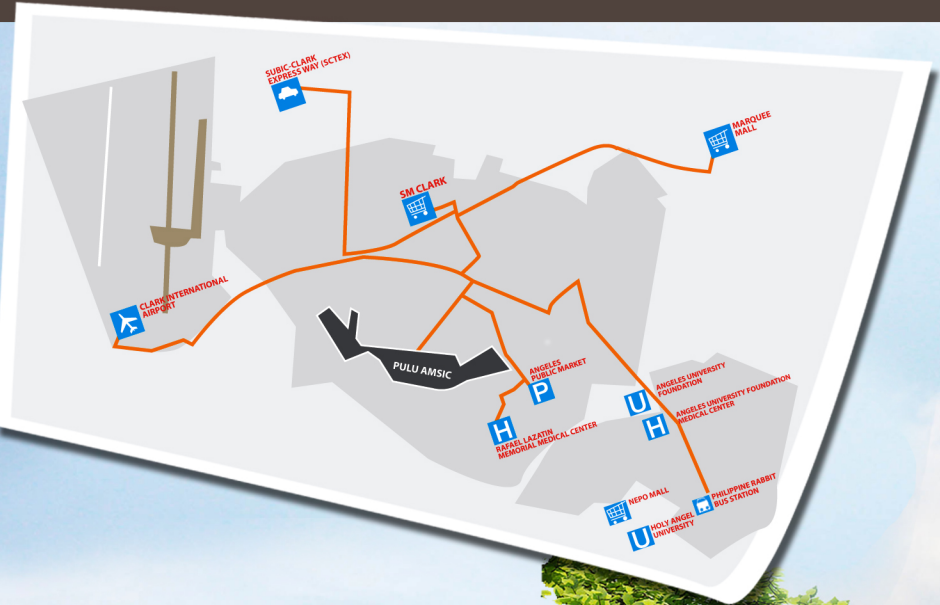 SUBIC-CLARK
EXPRESS WAY (SCTEX)
MARQUEE
MALL
SM CLARK
CLARK INTERNATIONAL
AIRPORT
PULU AMSIC
ANGELES
PUBLIC MARKET
P
ANGELES UNIVERSITY
FOUNDATION
U
ANGELES UNIVERSITY FOUNDATION
MEDICAL CENTER
H
H
RAFAEL LAZATIN
MEMORIAL MEDICAL CENTER
NEPO MALL
PHILIPPINE RABBIT
BUS STATION
U
HOLY ANGEL
UNIVERSITY